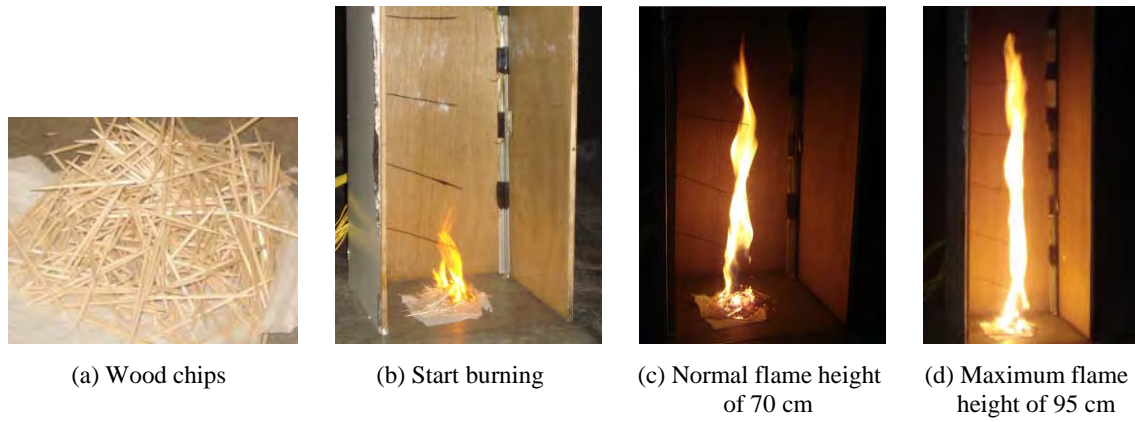 (a) Wood chips
(b) Start burning
(c) Normal flame height
of 70 cm
(d) Maximum flame
height of 95 cm